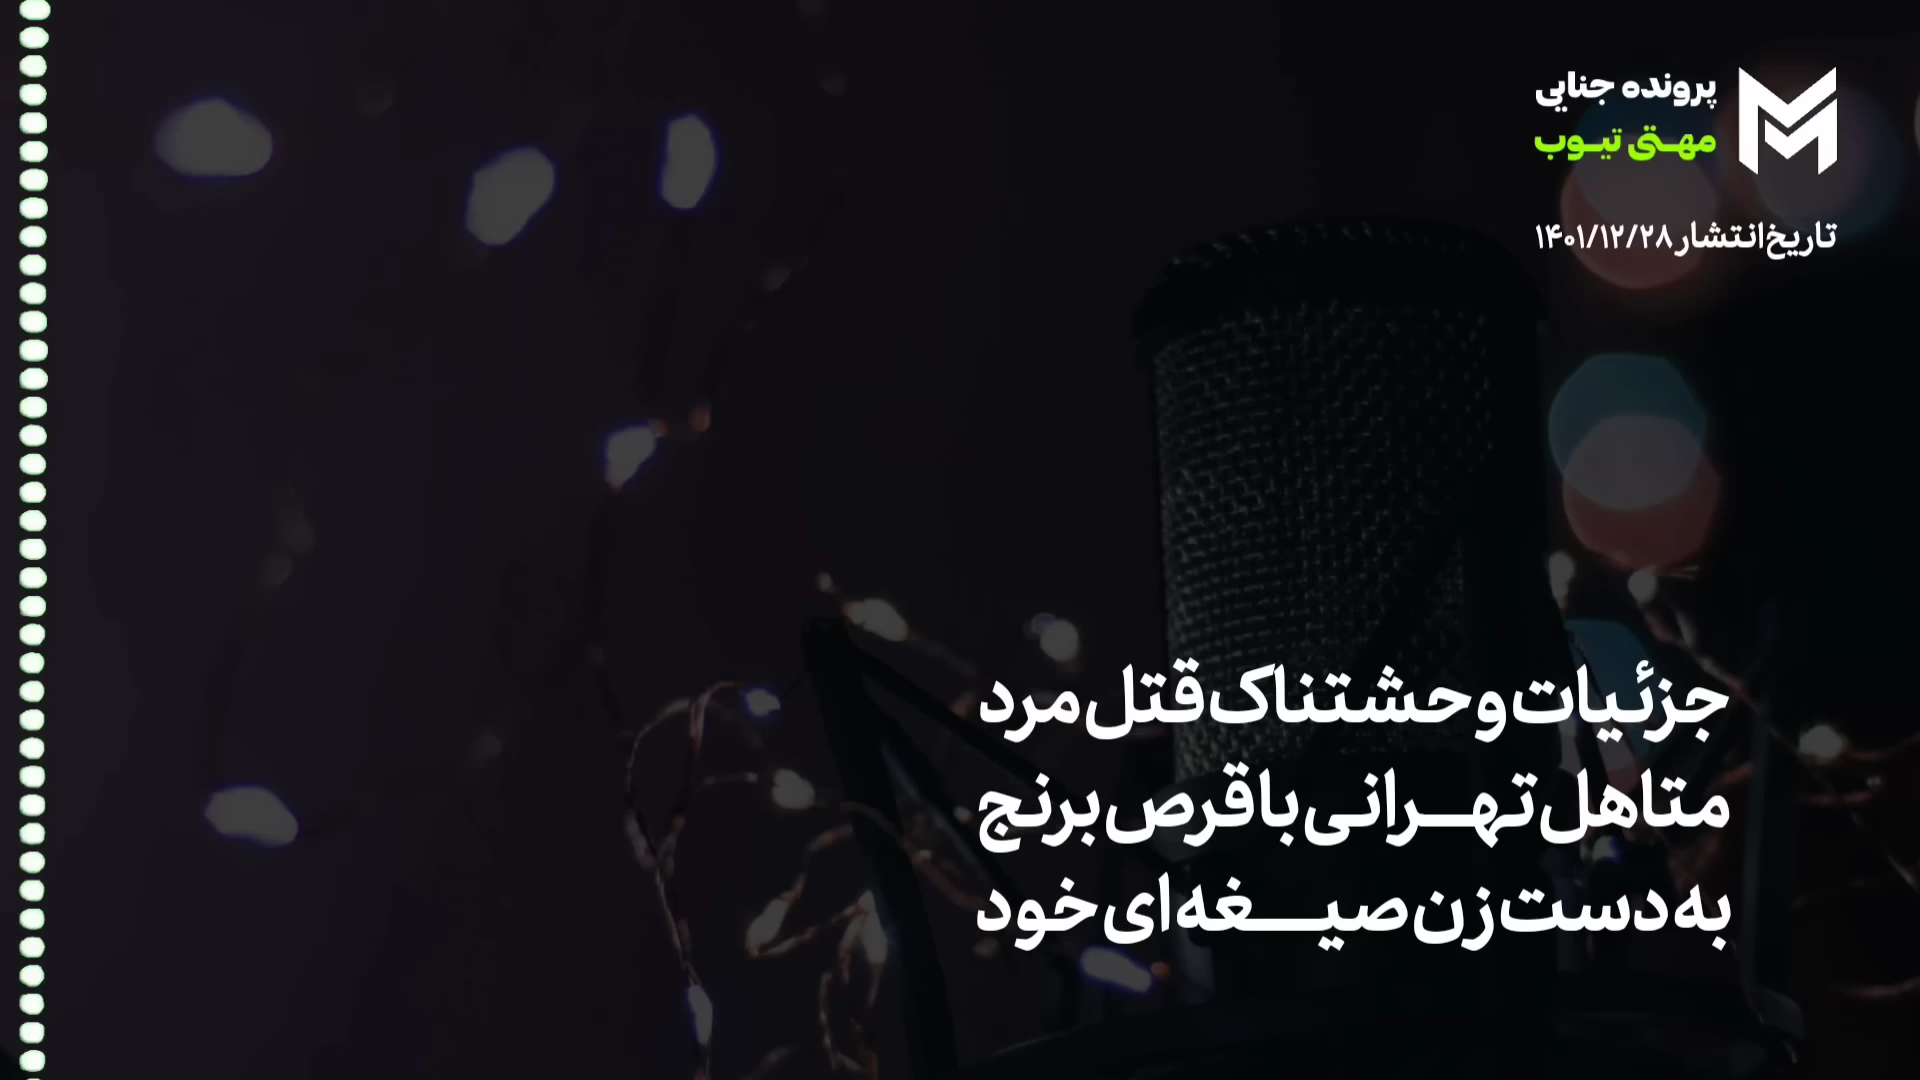 پرونده جنایی
مهتی تیوب
تاریخ انتشار ۱۴۰۱/۱۲/۲۸
جزئیات وحشتناک قتل مرد
متاهل تهرانی با قرص برنج
به دست زن صیغه‌ای خود